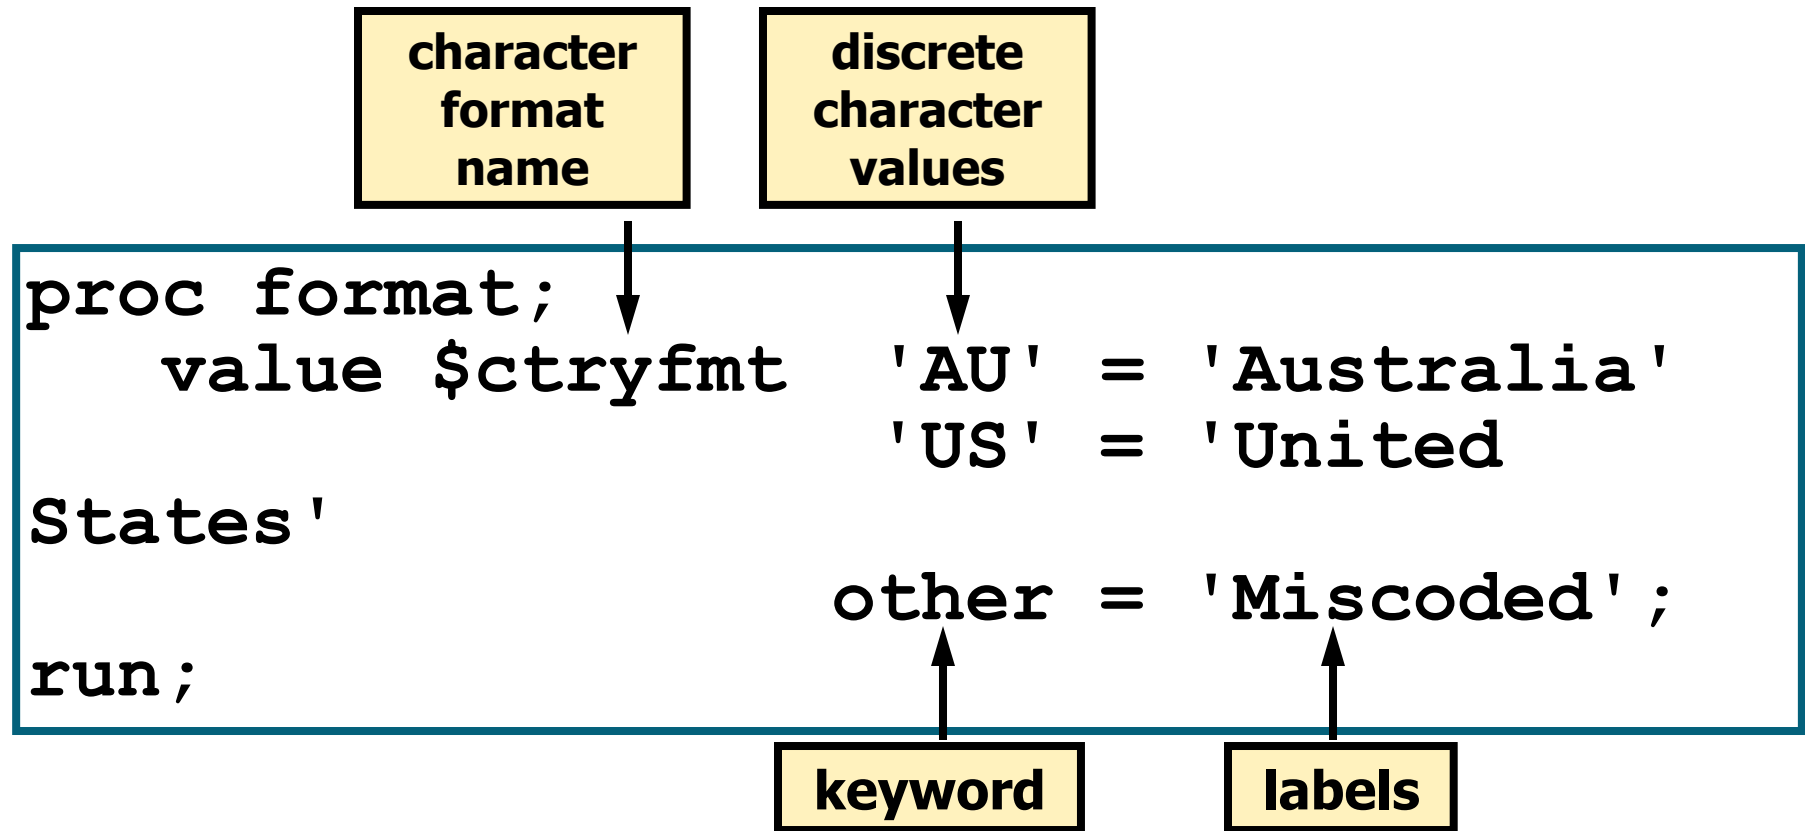 character
format
name
discrete
character
values
proc format;
value $ctryfmt 'AU' = 'Australia'
'US' = 'United
States'
other = 'Miscoded';
run;
keyword
labels